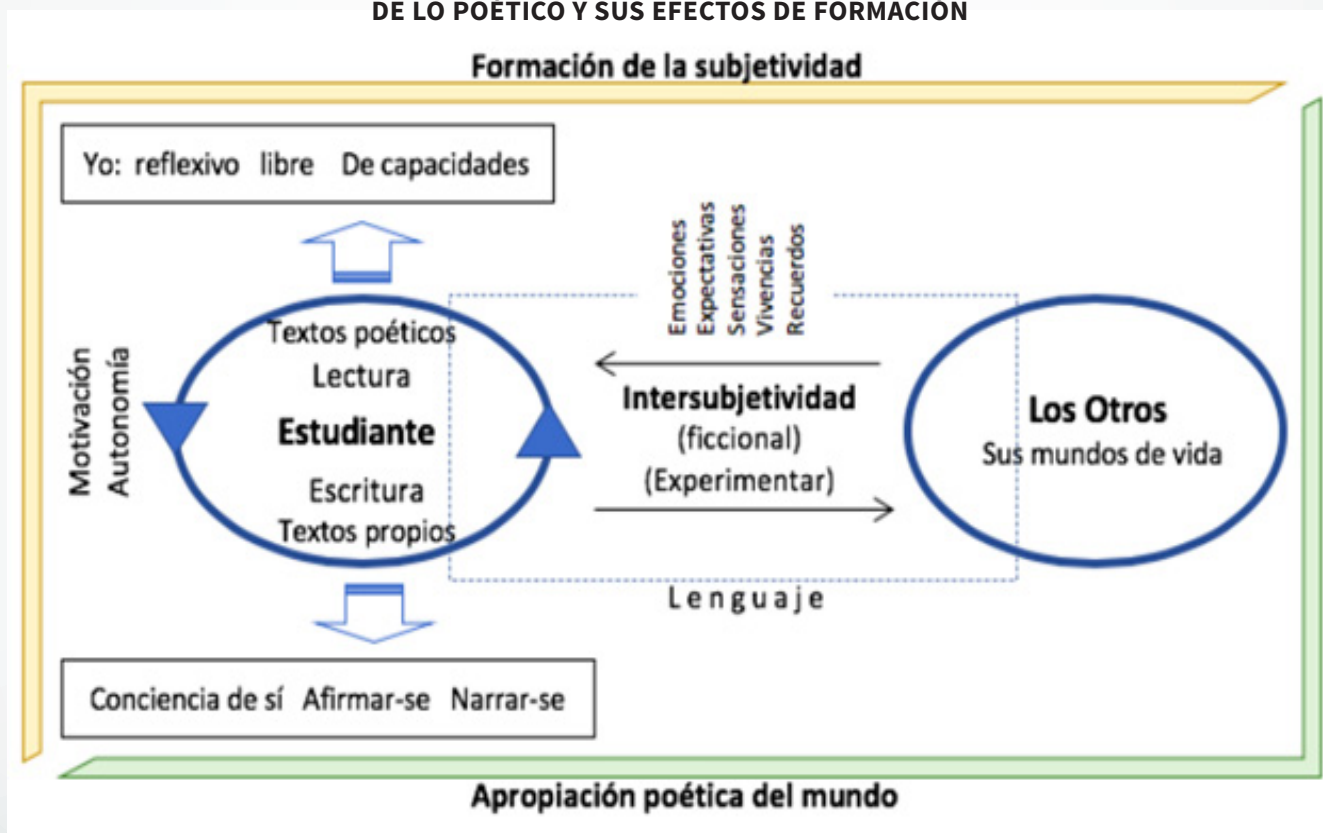 DE LO POÉTICO Y SUS EFECTOS DE FORMACIÓN
Formación de la subjetividad
Yo: reflexivo libre De capacidades
Motivación
Autonomía
Textos poéticos
Lectura
Estudiante
Escritura
Textos propios
Emociones
Expectativas
Sensaciones
Vivencias
Recuerdos
Intersubjetividad
(ficcional)
(Experimentar)
Lenguaje
Los Otros
Sus mundos de vida
Conciencia de sí Afirmar-se Narrar-se
Apropiación poética del mundo